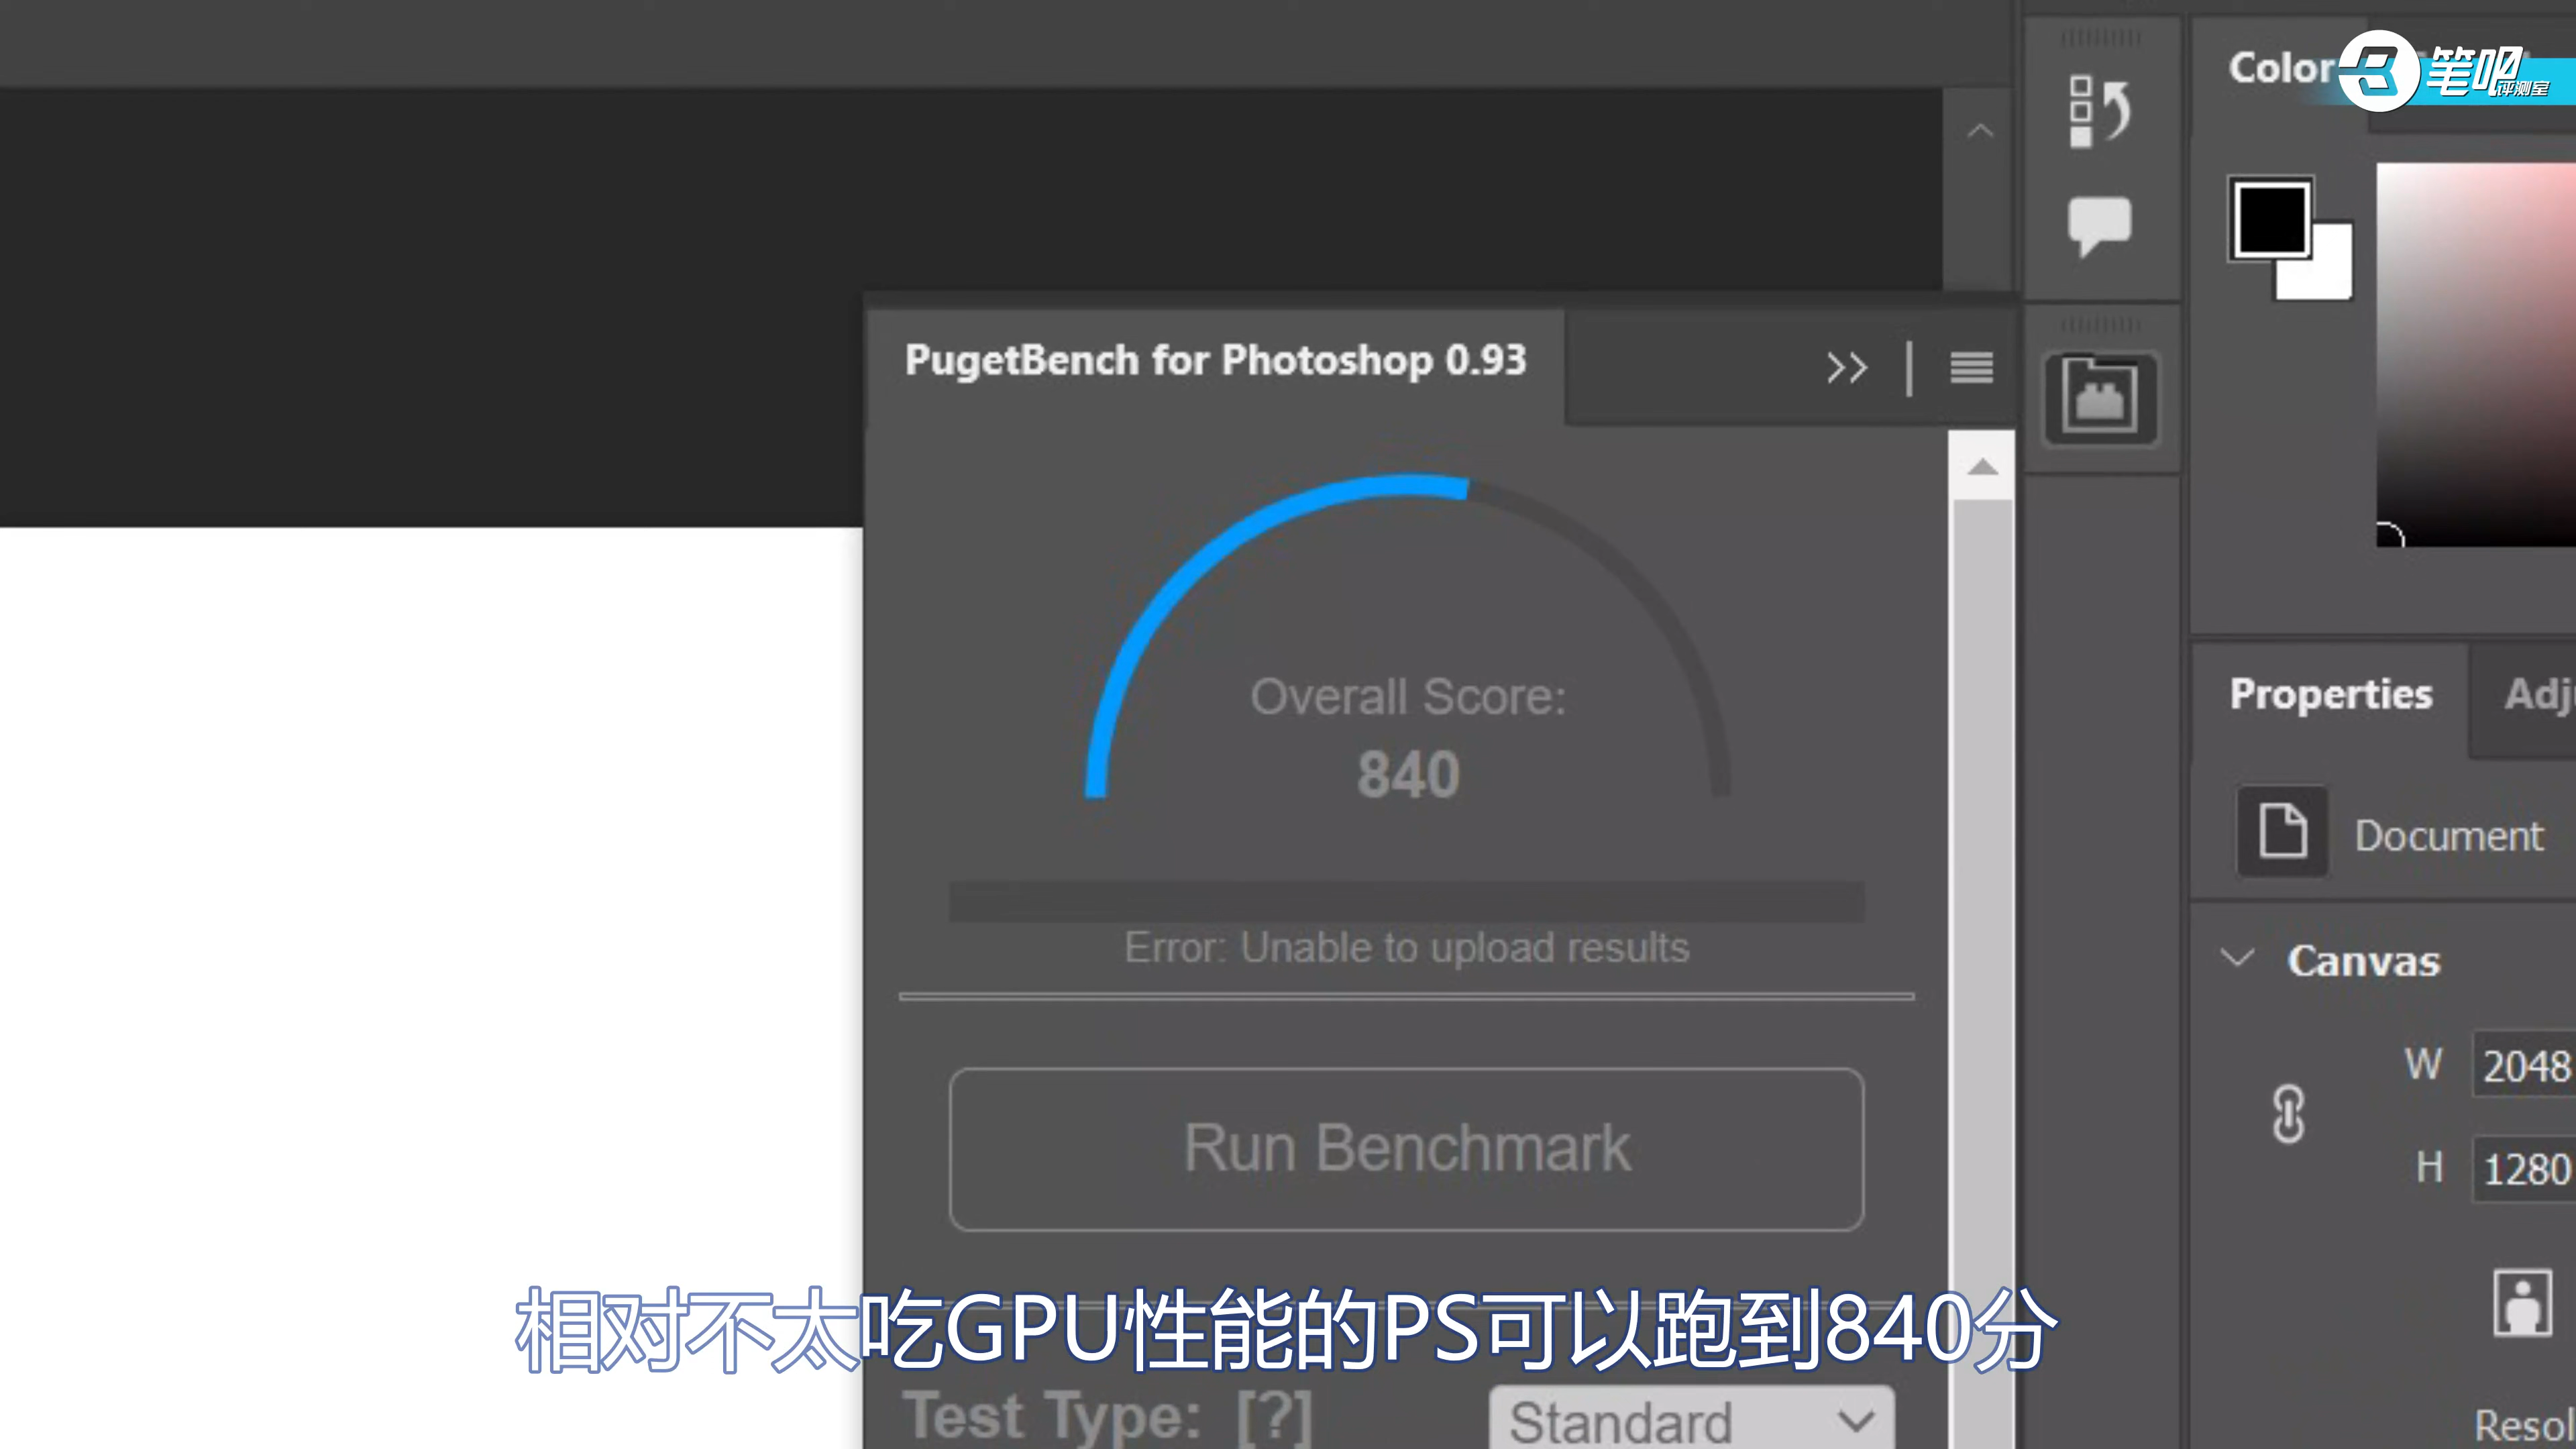 Color
笔吧
评测室
PugetBench for Photoshop 0.93
Overall Score:
840
Error: Unable to upload results
Run Benchmark
Test Type: [?]
Standard
Properties
Adj
Document
Canvas
W 2048
H 1280
Resol
相对不太吃GPU性能的PS可以跑到840分